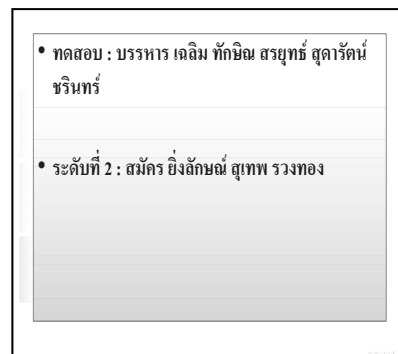 • ทดสอบ : บรรหาร เฉลิม ทักษิณ สรยุทธ์ สุดารัตน์
ชรินทร์
• ระดับที่ 2 : สมัคร ยิ่งลักษณ์ สุเทพ รวงทอง